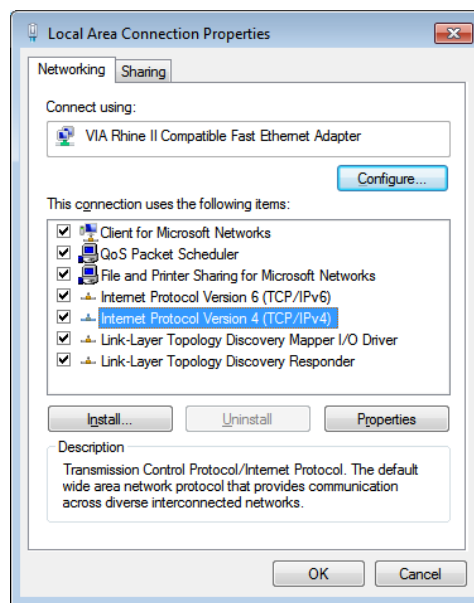 Local Area Connection Properties
Networking
Sharing
Connect using:
VIA Rhine II Compatible Fast Ethernet Adapter
Configure...
This connection uses the following items:
Client for Microsoft Networks
QoS Packet Scheduler
File and Printer Sharing for Microsoft Networks
Internet Protocol Version 6 (TCP/IPv6)
Internet Protocol Version 4 (TCP/IPv4)
Link-Layer Topology Discovery Mapper I/O Driver
Link-Layer Topology Discovery Responder
Install...
Uninstall
Properties
Description
Transmission Control Protocol/Internet Protocol. The default
wide area network protocol that provides communication
across diverse interconnected networks.
OK
Cancel